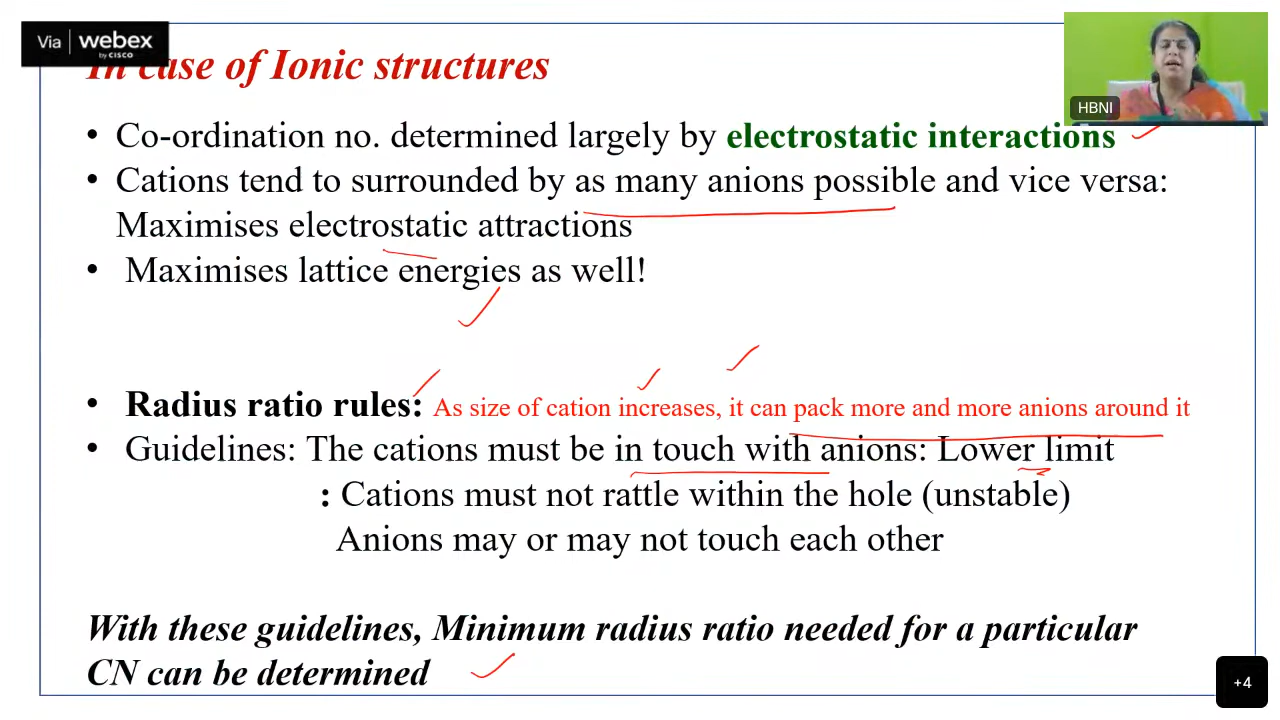 Via webex
by CISCO
In case of Ionic structures
HBNI
• Co-ordination no. determined largely by electrostatic interactions
• Cations tend to surrounded by as many anions possible and vice versa:
Maximises electrostatic attractions
• Maximises lattice energies as well!
• Radius ratio rules: As size of cation increases, it can pack more and more anions around it
• Guidelines: The cations must be in touch with anions: Lower limit
: Cations must not rattle within the hole (unstable)
Anions may or may not touch each other
With these guidelines, Minimum radius ratio needed for a particular
CN can be determined
+4